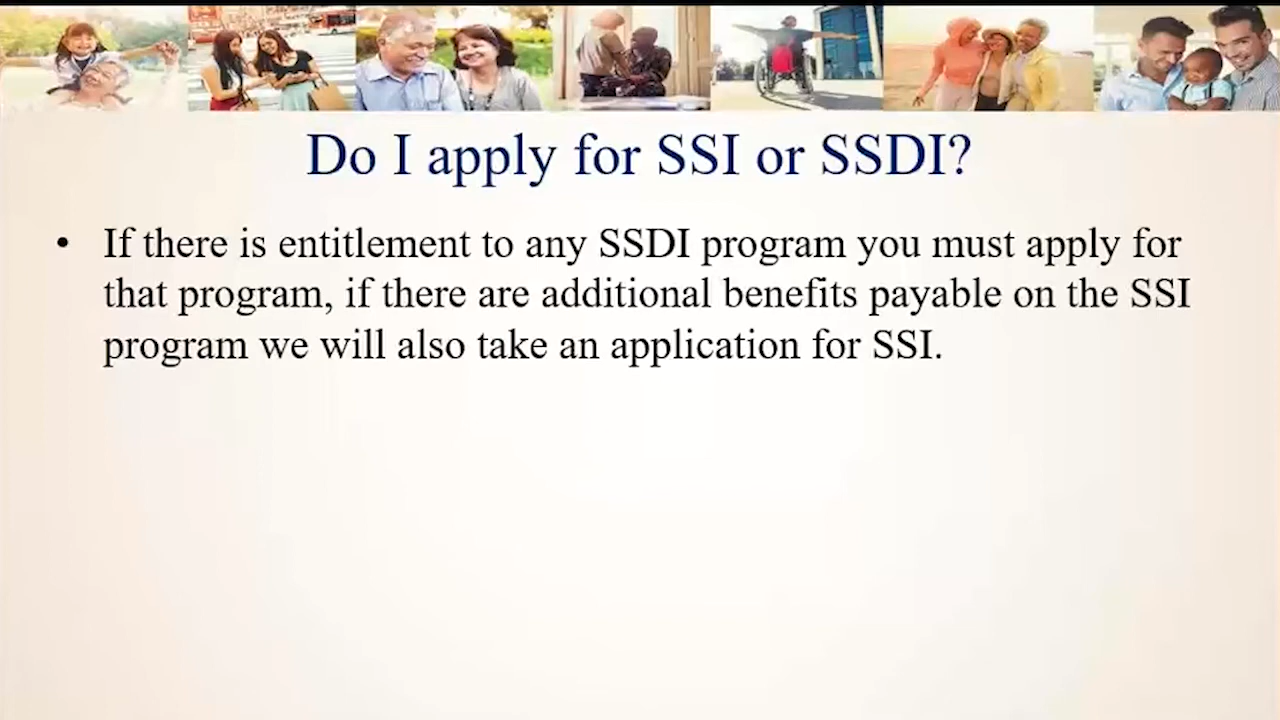 Do I apply for SSI or SSDI?
• If there is entitlement to any SSDI program you must apply for
that program, if there are additional benefits payable on the SSI
program we will also take an application for SSI.